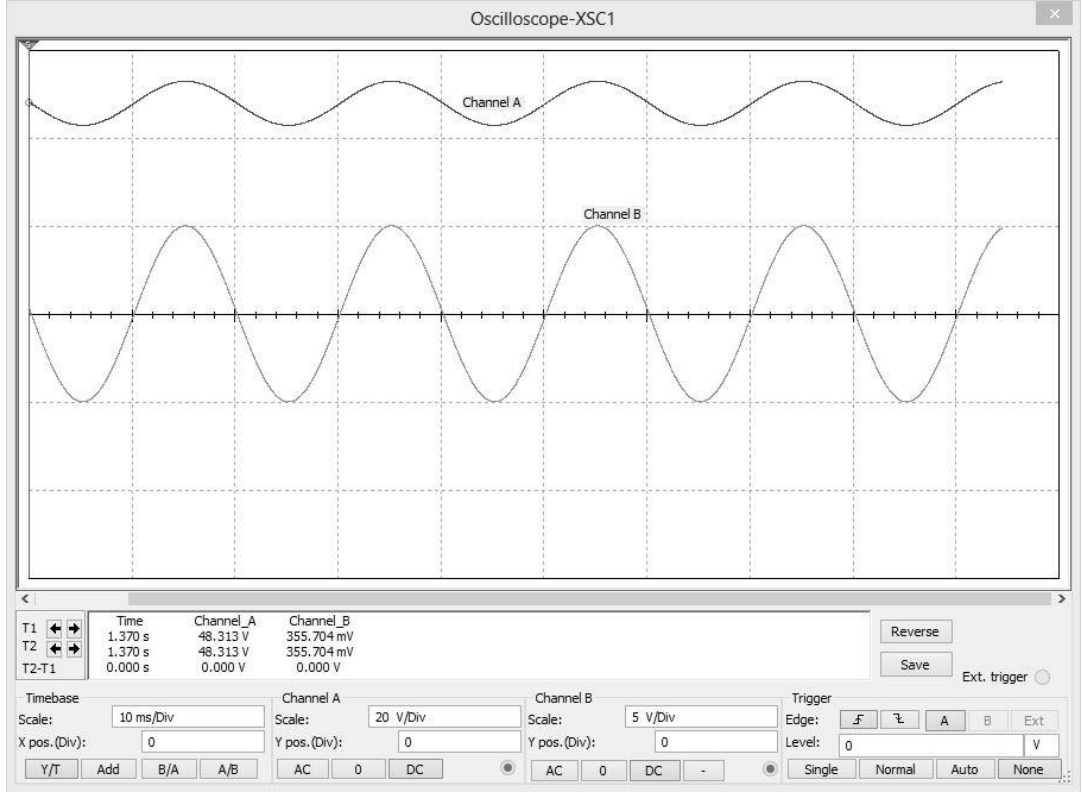 Oscilloscope-XSC1
x
Channel A
Channel B
Time Channel_A Channel_B
T1 1.370 s 48.313 V 355.704 mV
T2 1.370 s 48.313 V 355.704 mV
T2-T1 0.000 s 0.000 V 0.000 V
Reverse
Save
Ext. trigger
Timebase
Scale: 10 ms/Div
X pos.(Div): 0
Y/T Add B/A A/B
Channel A
Scale: 20 V/Div
Y pos.(Div): 0
AC 0 DC
Channel B
Scale: 5 V/Div
Y pos.(Div): 0
AC 0 DC -
Trigger
Edge: A B Ext
Level: 0 V
Single Normal Auto None